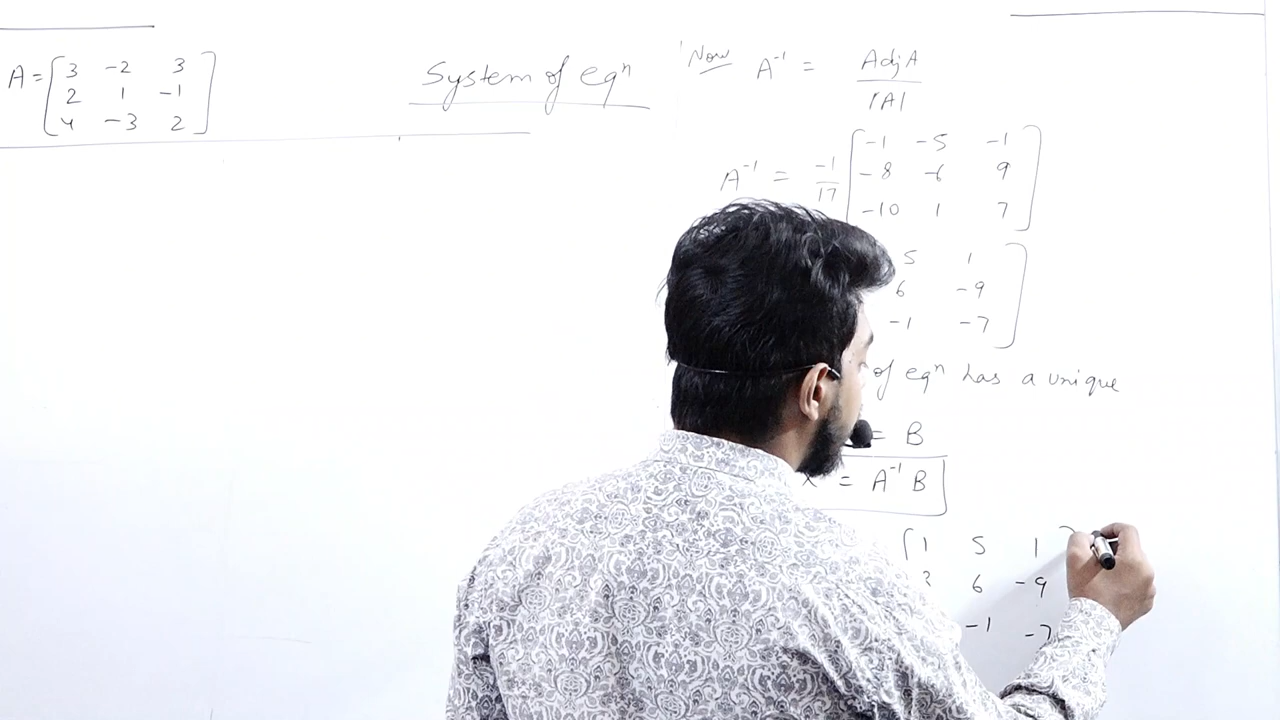 A = [ 3 -2 3
2 1 -1
4 -3 2 ]
System of eqⁿ
Now A⁻¹ = Adj A
|A|
A⁻¹ = -1/17 [ -1 -5 -1
-8 -6 9
-10 1 7 ]
5 1
6 -9
-1 -7 ]
of eqⁿ has a unique
= B
X = A⁻¹ B
[ 1 5 1 ]
6 -9
-1 -7